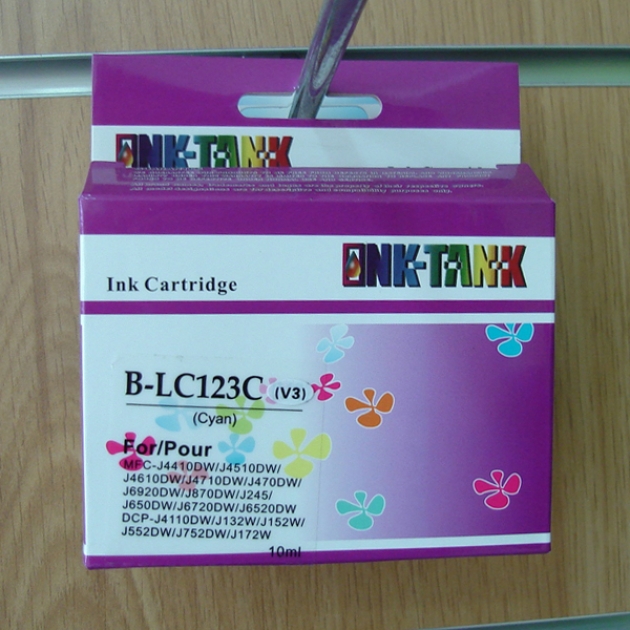 INK-TANK
Ink Cartridge
INK-TANK
B-LC123C (V3)
(Cyan)
For/Pour
MFC-J4410DW/J4510DW/
J4610DW/J4710DW/J470DW/
J6920DW/J870DW/J245/
J650DW/J6720DW/J6520DW
DCP-J4110DW/J132W/J152W/
J552DW/J752DW/J172W
10ml